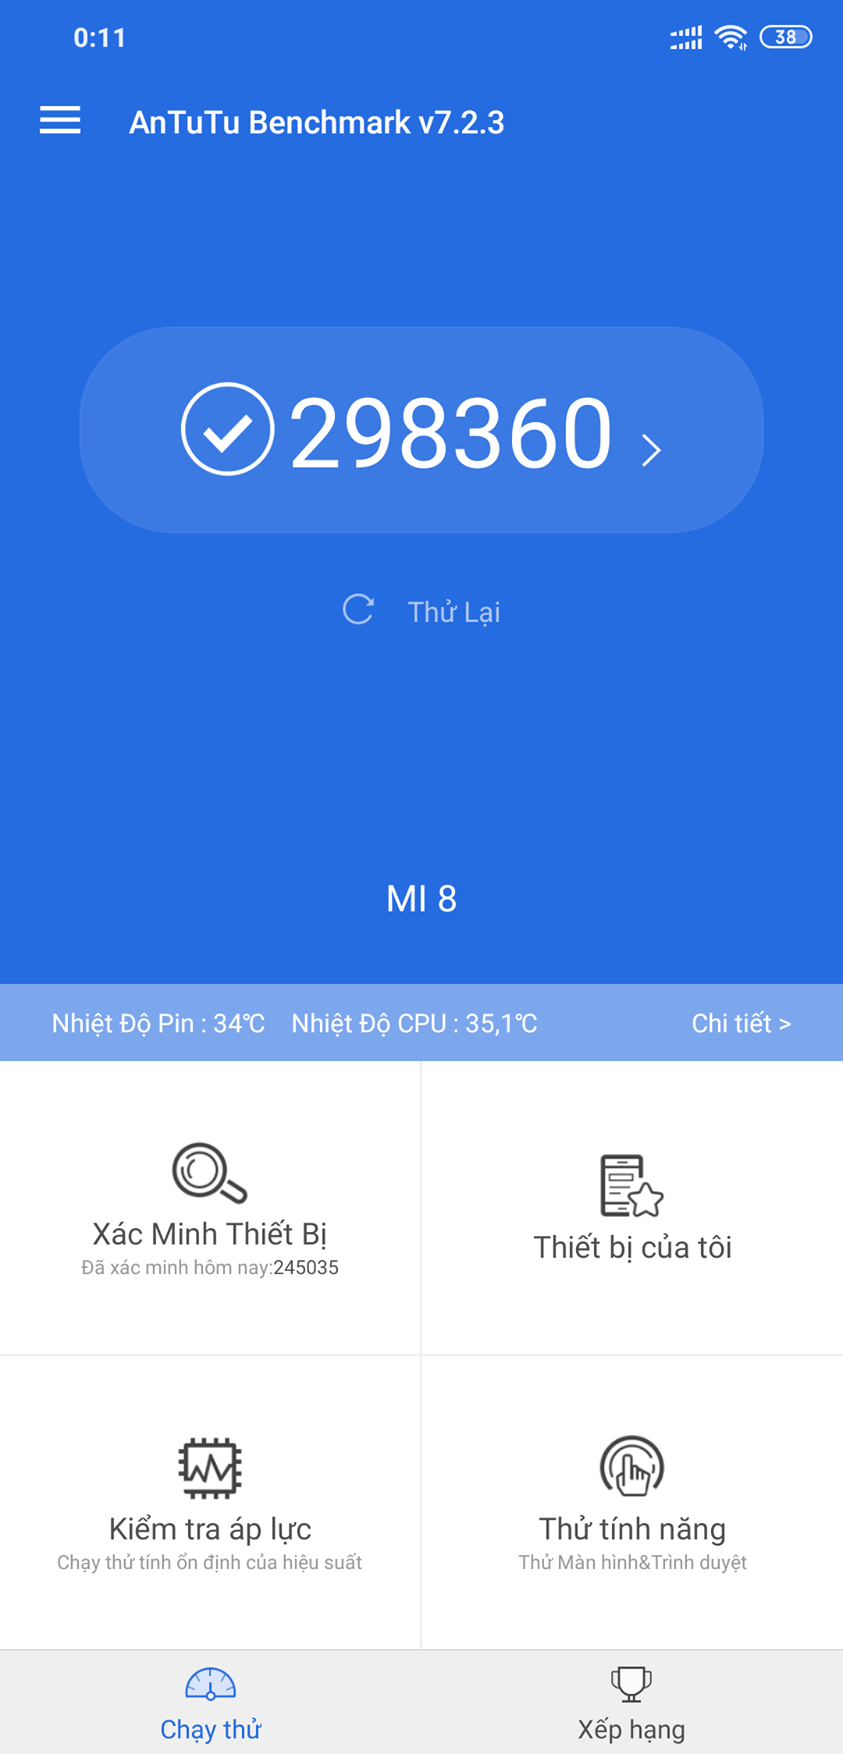 0:11
38
AnTuTu Benchmark v7.2.3
298360 >
Thử Lại
MI 8
Nhiệt Độ Pin : 34℃ Nhiệt Độ CPU : 35,1℃ Chi tiết >
Xác Minh Thiết Bị
Đã xác minh hôm nay:245035
Thiết bị của tôi
Kiểm tra áp lực
Chạy thử tính ổn định của hiệu suất
Thử tính năng
Thử Màn hình&Trình duyệt
Chạy thử
Xếp hạng